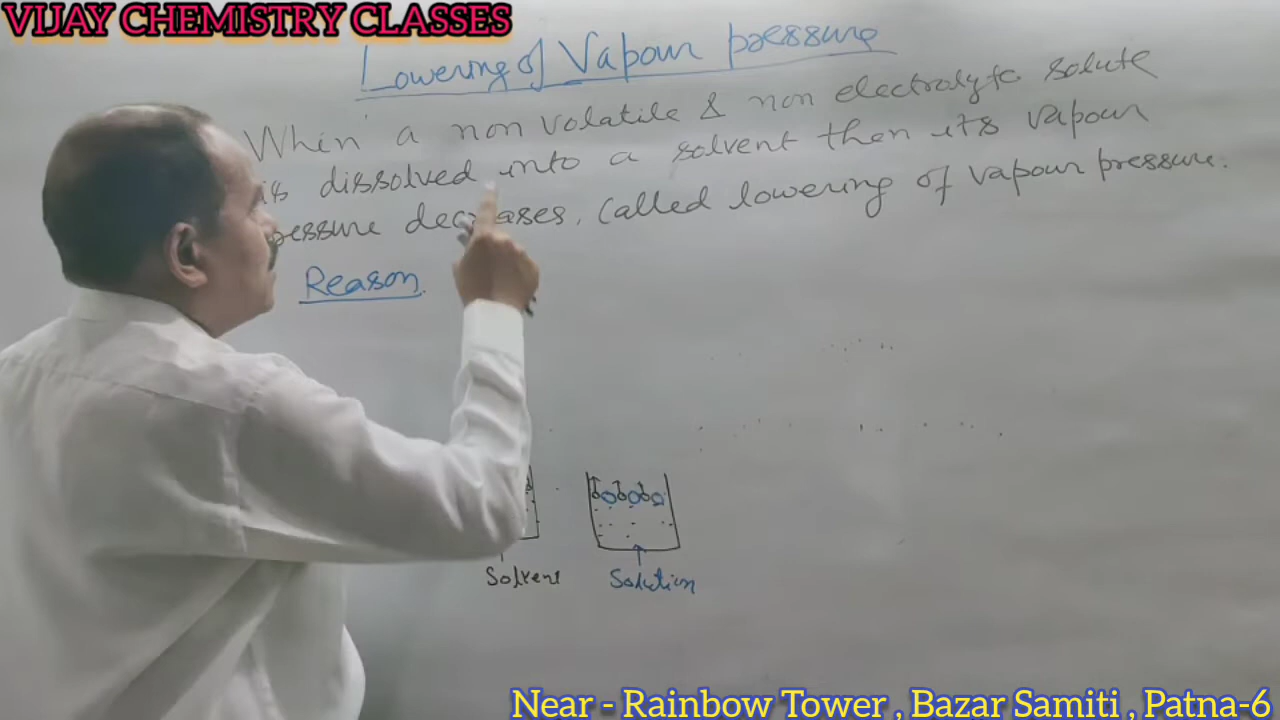 VIJAY CHEMISTRY CLASSES
Lowering of Vapour pressure
When a non volatile & non electrolyte solute
is dissolved into a solvent then its vapour
pressure decreases, called lowering of vapour pressure.
Reason
Solvent
Solution
Near - Rainbow Tower , Bazar Samiti , Patna-6